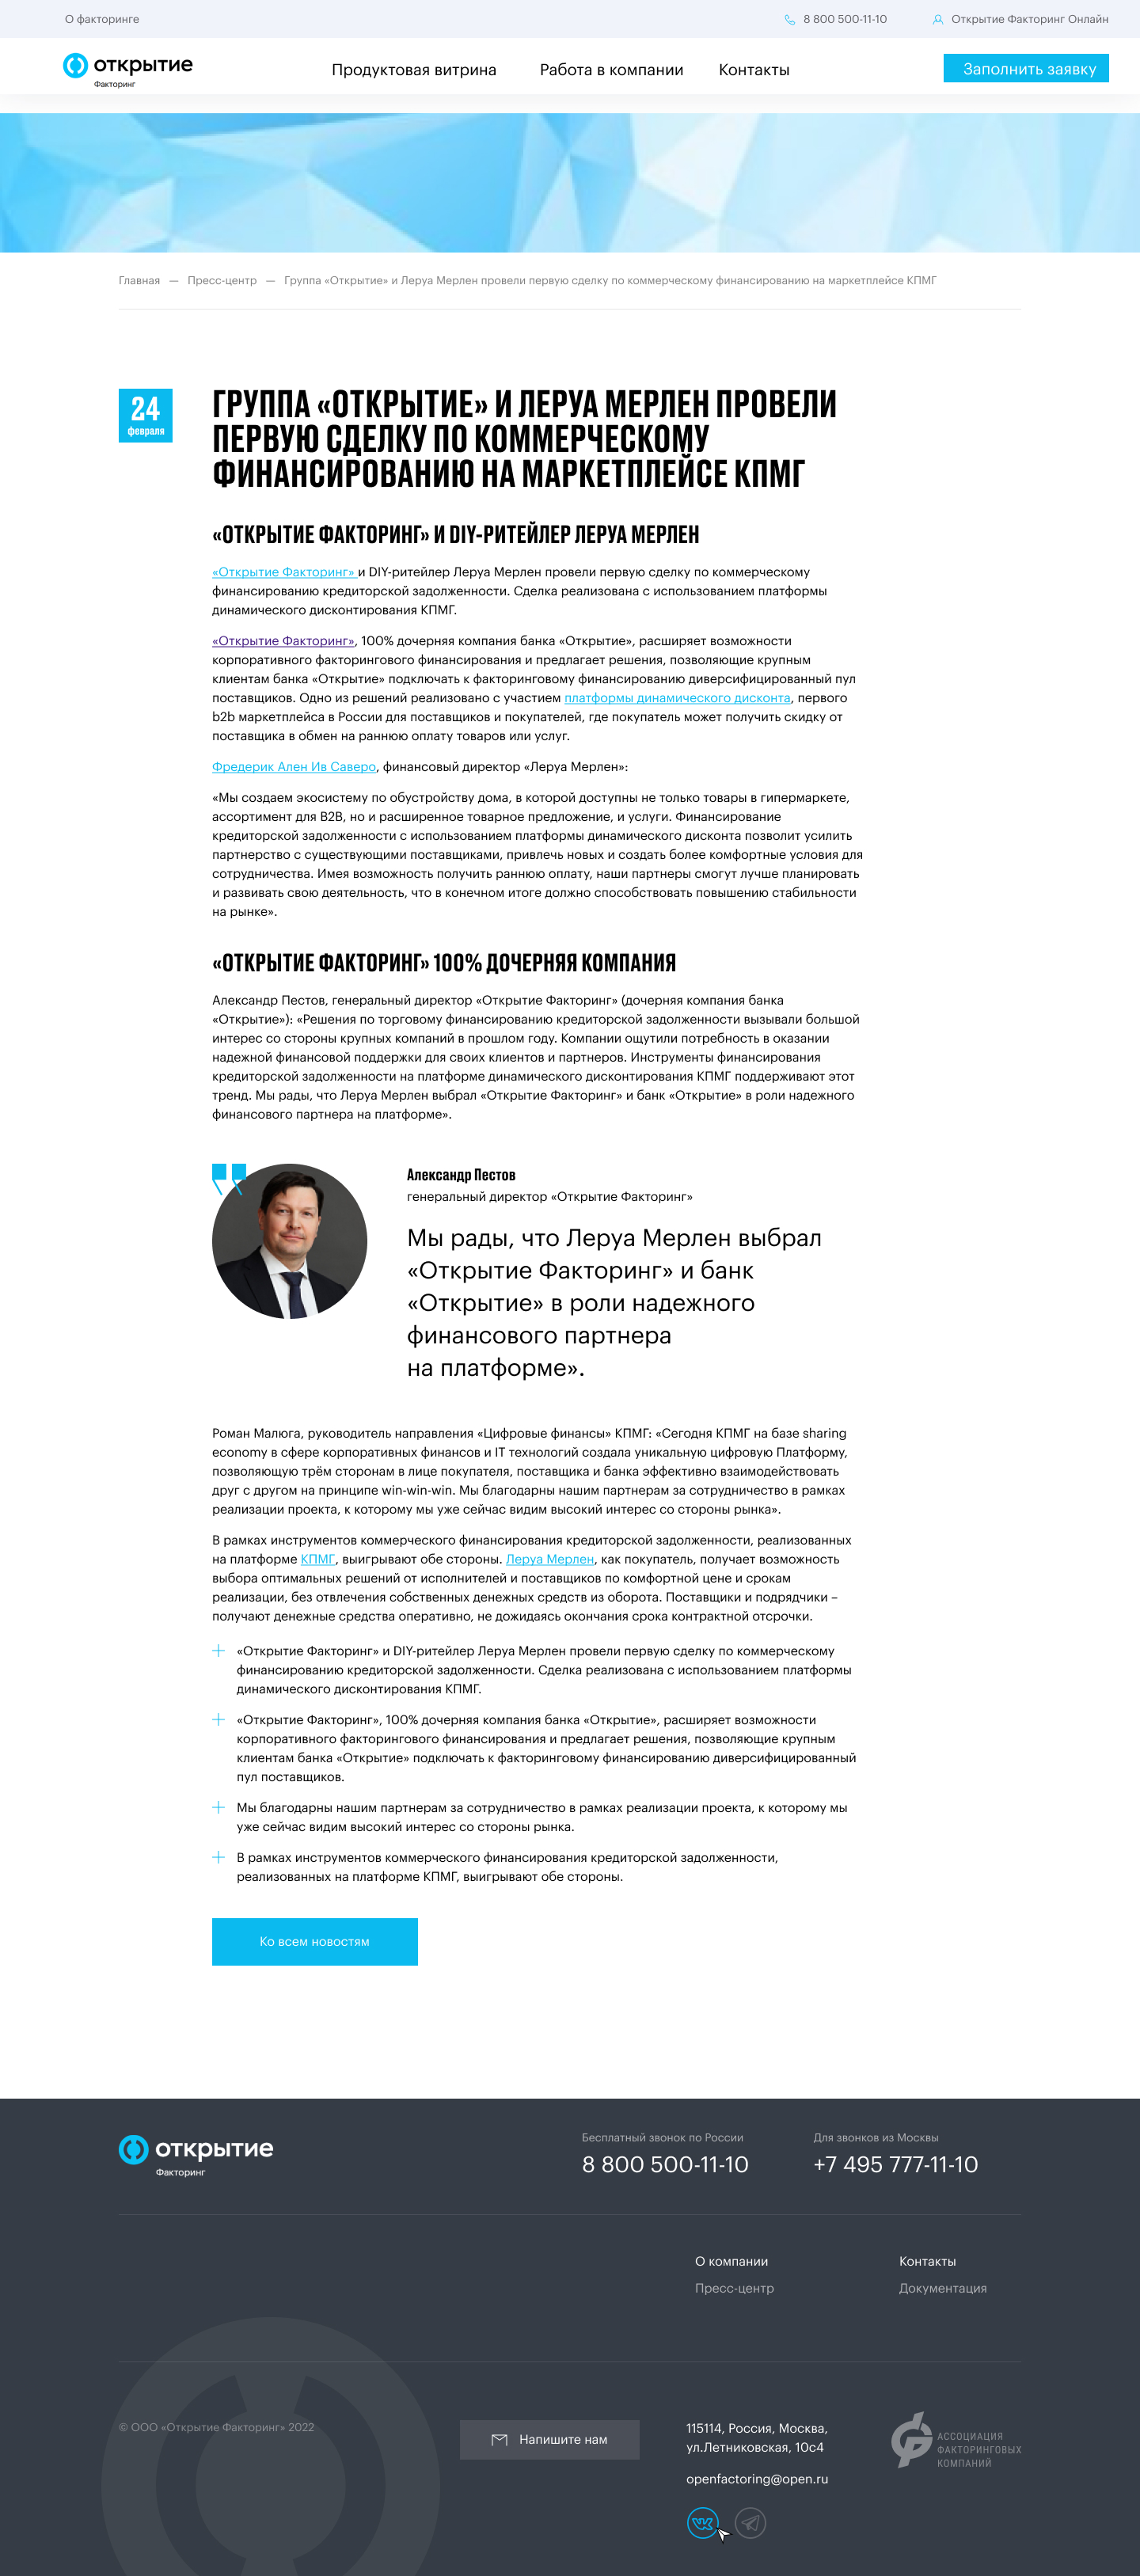 О факторинге
8 800 500-11-10
Открытие Факторинг Онлайн
открытие
Факторинг
Продуктовая витрина
Работа в компании
Контакты
Заполнить заявку
Главная — Пресс-центр — Группа «Открытие» и Леруа Мерлен провели первую сделку по коммерческому финансированию на маркетплейсе КПМГ
24
февраля
ГРУППА «ОТКРЫТИЕ» И ЛЕРУА МЕРЛЕН ПРОВЕЛИ
ПЕРВУЮ СДЕЛКУ ПО КОММЕРЧЕСКОМУ
ФИНАНСИРОВАНИЮ НА МАРКЕТПЛЕЙСЕ КПМГ
«ОТКРЫТИЕ ФАКТОРИНГ» И DIY-РИТЕЙЛЕР ЛЕРУА МЕРЛЕН
«Открытие Факторинг» и DIY-ритейлер Леруа Мерлен провели первую сделку по коммерческому
финансированию кредиторской задолженности. Сделка реализована с использованием платформы
динамического дисконтирования КПМГ.
«Открытие Факторинг», 100% дочерняя компания банка «Открытие», расширяет возможности
корпоративного факторингового финансирования и предлагает решения, позволяющие крупным
клиентам банка «Открытие» подключать к факторинговому финансированию диверсифицированный пул
поставщиков. Одно из решений реализовано с участием платформы динамического дисконта, первого
b2b маркетплейса в России для поставщиков и покупателей, где покупатель может получить скидку от
поставщика в обмен на раннюю оплату товаров или услуг.
Фредерик Ален Ив Саверо, финансовый директор «Леруа Мерлен»:
«Мы создаем экосистему по обустройству дома, в которой доступны не только товары в гипермаркете,
ассортимент для B2B, но и расширенное товарное предложение, и услуги. Финансирование
кредиторской задолженности с использованием платформы динамического дисконта позволит усилить
партнерство с существующими поставщиками, привлечь новых и создать более комфортные условия для
сотрудничества. Имея возможность получить раннюю оплату, наши партнеры смогут лучше планировать
и развивать свою деятельность, что в конечном итоге должно способствовать повышению стабильности
на рынке».
«ОТКРЫТИЕ ФАКТОРИНГ» 100% ДОЧЕРНЯЯ КОМПАНИЯ
Александр Пестов, генеральный директор «Открытие Факторинг» (дочерняя компания банка
«Открытие»): «Решения по торговому финансированию кредиторской задолженности вызывали большой
интерес со стороны крупных компаний в прошлом году. Компании ощутили потребность в оказании
надежной финансовой поддержки для своих клиентов и партнеров. Инструменты финансирования
кредиторской задолженности на платформе динамического дисконтирования КПМГ поддерживают этот
тренд. Мы рады, что Леруа Мерлен выбрал «Открытие Факторинг» и банк «Открытие» в роли надежного
финансового партнера на платформе».
Александр Пестов
генеральный директор «Открытие Факторинг»
Мы рады, что Леруа Мерлен выбрал
«Открытие Факторинг» и банк
«Открытие» в роли надежного
финансового партнера
на платформе».
Роман Малюга, руководитель направления «Цифровые финансы» КПМГ: «Сегодня КПМГ на базе sharing
economy в сфере корпоративных финансов и IT технологий создала уникальную цифровую Платформу,
позволяющую трём сторонам в лице покупателя, поставщика и банка эффективно взаимодействовать
друг с другом на принципе win-win-win. Мы благодарны нашим партнерам за сотрудничество в рамках
реализации проекта, к которому мы уже сейчас видим высокий интерес со стороны рынка».
В рамках инструментов коммерческого финансирования кредиторской задолженности, реализованных
на платформе КПМГ, выигрывают обе стороны. Леруа Мерлен, как покупатель, получает возможность
выбора оптимальных решений от исполнителей и поставщиков по комфортной цене и срокам
реализации, без отвлечения собственных денежных средств из оборота. Поставщики и подрядчики –
получают денежные средства оперативно, не дожидаясь окончания срока контрактной отсрочки.
«Открытие Факторинг» и DIY-ритейлер Леруа Мерлен провели первую сделку по коммерческому
финансированию кредиторской задолженности. Сделка реализована с использованием платформы
динамического дисконтирования КПМГ.
«Открытие Факторинг», 100% дочерняя компания банка «Открытие», расширяет возможности
корпоративного факторингового финансирования и предлагает решения, позволяющие крупным
клиентам банка «Открытие» подключать к факторинговому финансированию диверсифицированный
пул поставщиков.
Мы благодарны нашим партнерам за сотрудничество в рамках реализации проекта, к которому мы
уже сейчас видим высокий интерес со стороны рынка.
В рамках инструментов коммерческого финансирования кредиторской задолженности,
реализованных на платформе КПМГ, выигрывают обе стороны.
Ко всем новостям
открытие
Факторинг
Бесплатный звонок по России
8 800 500-11-10
Для звонков из Москвы
+7 495 777-11-10
О компании
Пресс-центр
Контакты
Документация
© ООО «Открытие Факторинг» 2022
Напишите нам
115114, Россия, Москва,
ул.Летниковская, 10с4
openfactoring@open.ru
АССОЦИАЦИЯ
ФАКТОРИНГОВЫХ
КОМПАНИЙ